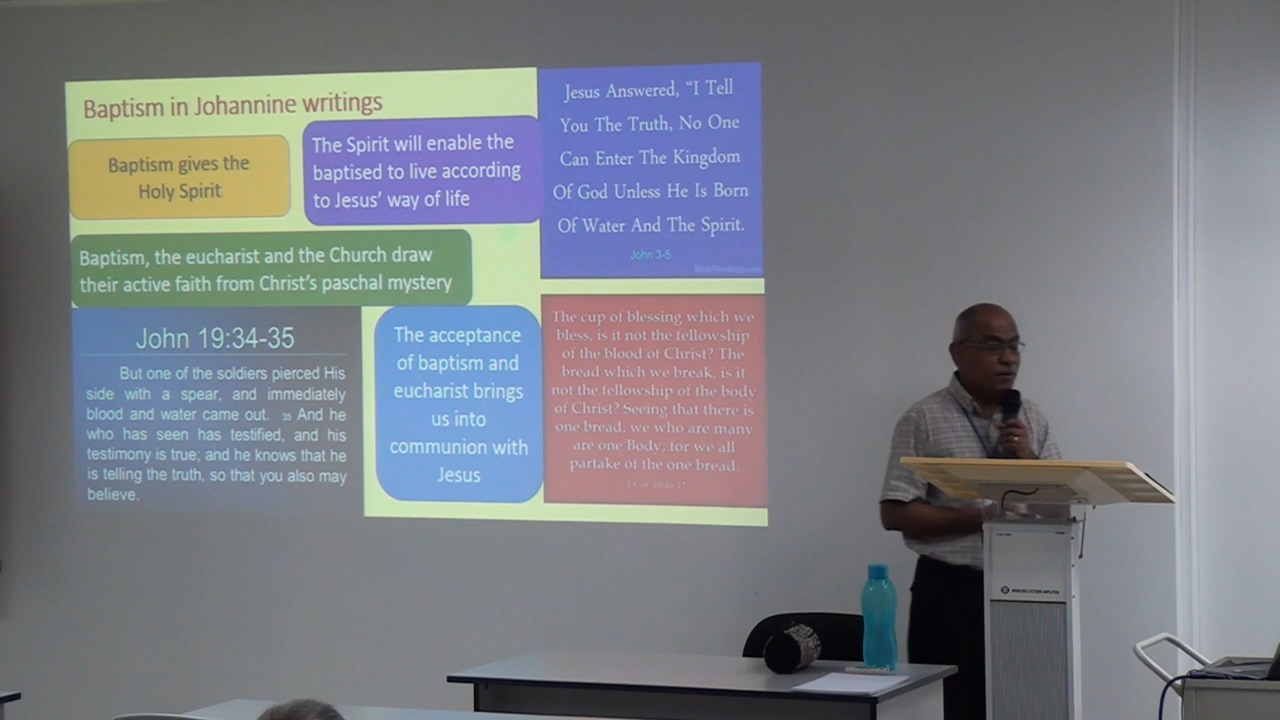 Baptism in Johannine writings
Baptism gives the
Holy Spirit
The Spirit will enable the
baptised to live according
to Jesus' way of life
Baptism, the eucharist and the Church draw
their active faith from Christ's paschal mystery
John 19:34-35
But one of the soldiers pierced His
side with a spear, and immediately
blood and water came out. 35 And he
who has seen has testified, and his
testimony is true; and he knows that he
is telling the truth, so that you also may
believe.
The acceptance
of baptism and
eucharist brings
us into
communion with
Jesus
Jesus Answered, “I Tell
You The Truth, No One
Can Enter The Kingdom
Of God Unless He Is Born
Of Water And The Spirit.
John 3-5
The cup of blessing which we
bless, is it not the fellowship
of the blood of Christ? The
bread which we break, is it
not the fellowship of the body
of Christ? Seeing that there is
one bread, we who are many
are one Body; for we all
partake of the one bread.
WIRELESS LECTERN AMPLIFIER